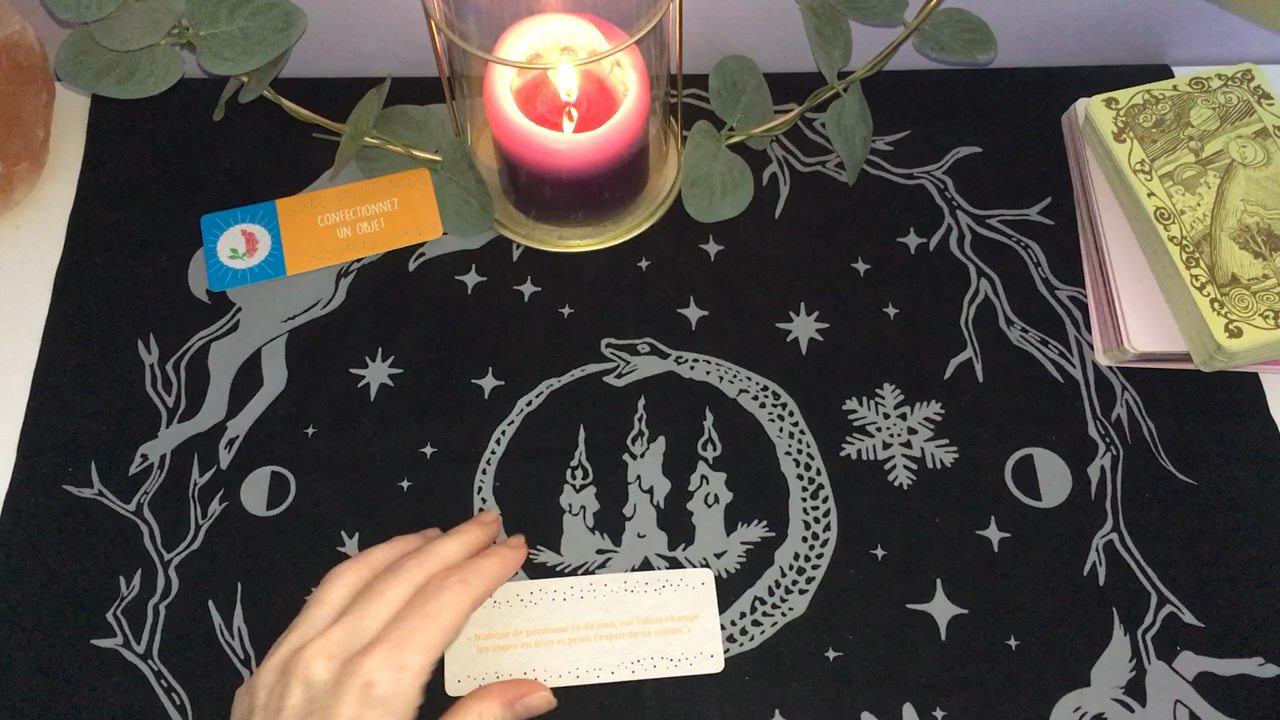 CONFECTIONNEZ
UN OBJET
« N'abuse de personne ni de rien, car l'abus change
les sages en fous et prive l'esprit de sa vision. »